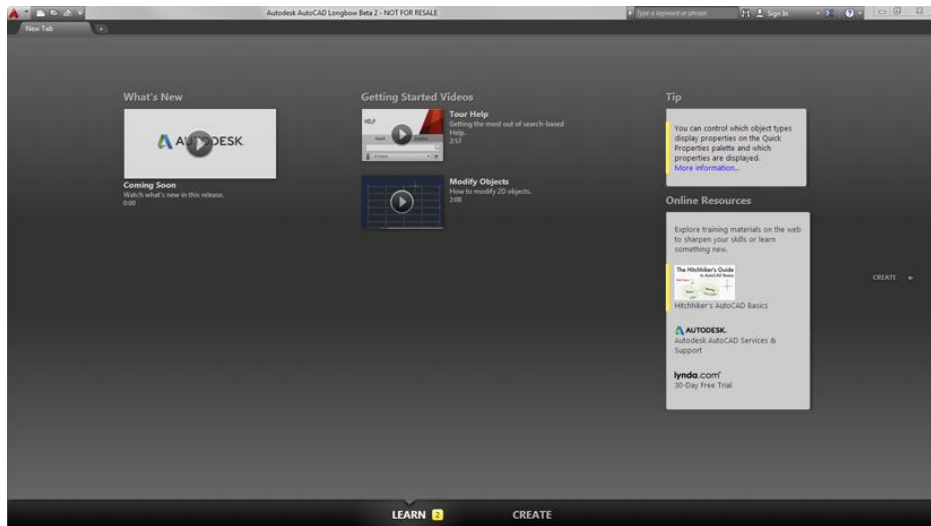 Autodesk AutoCAD Longbow Beta 2 - NOT FOR RESALE
Type a keyword or phrase
Sign In
New Tab
What's New
AUTODESK
Coming Soon
Watch what's new in this release.
0:00
Getting Started Videos
HELP
Tour Help
Getting the most out of search-based
Help.
2:57
Modify Objects
How to modify 2D objects.
2:08
Tip
You can control which object types
display properties on the Quick
Properties palette and which
properties are displayed.
More information...
Online Resources
Explore training materials on the web
to sharpen your skills or learn
something new.
The Hitchhiker's Guide
to AutoCAD Basics
Hitchhiker's AutoCAD Basics
AUTODESK.
Autodesk AutoCAD Services &
Support
lynda.com
30-Day Free Trial
CREATE
LEARN 2
CREATE